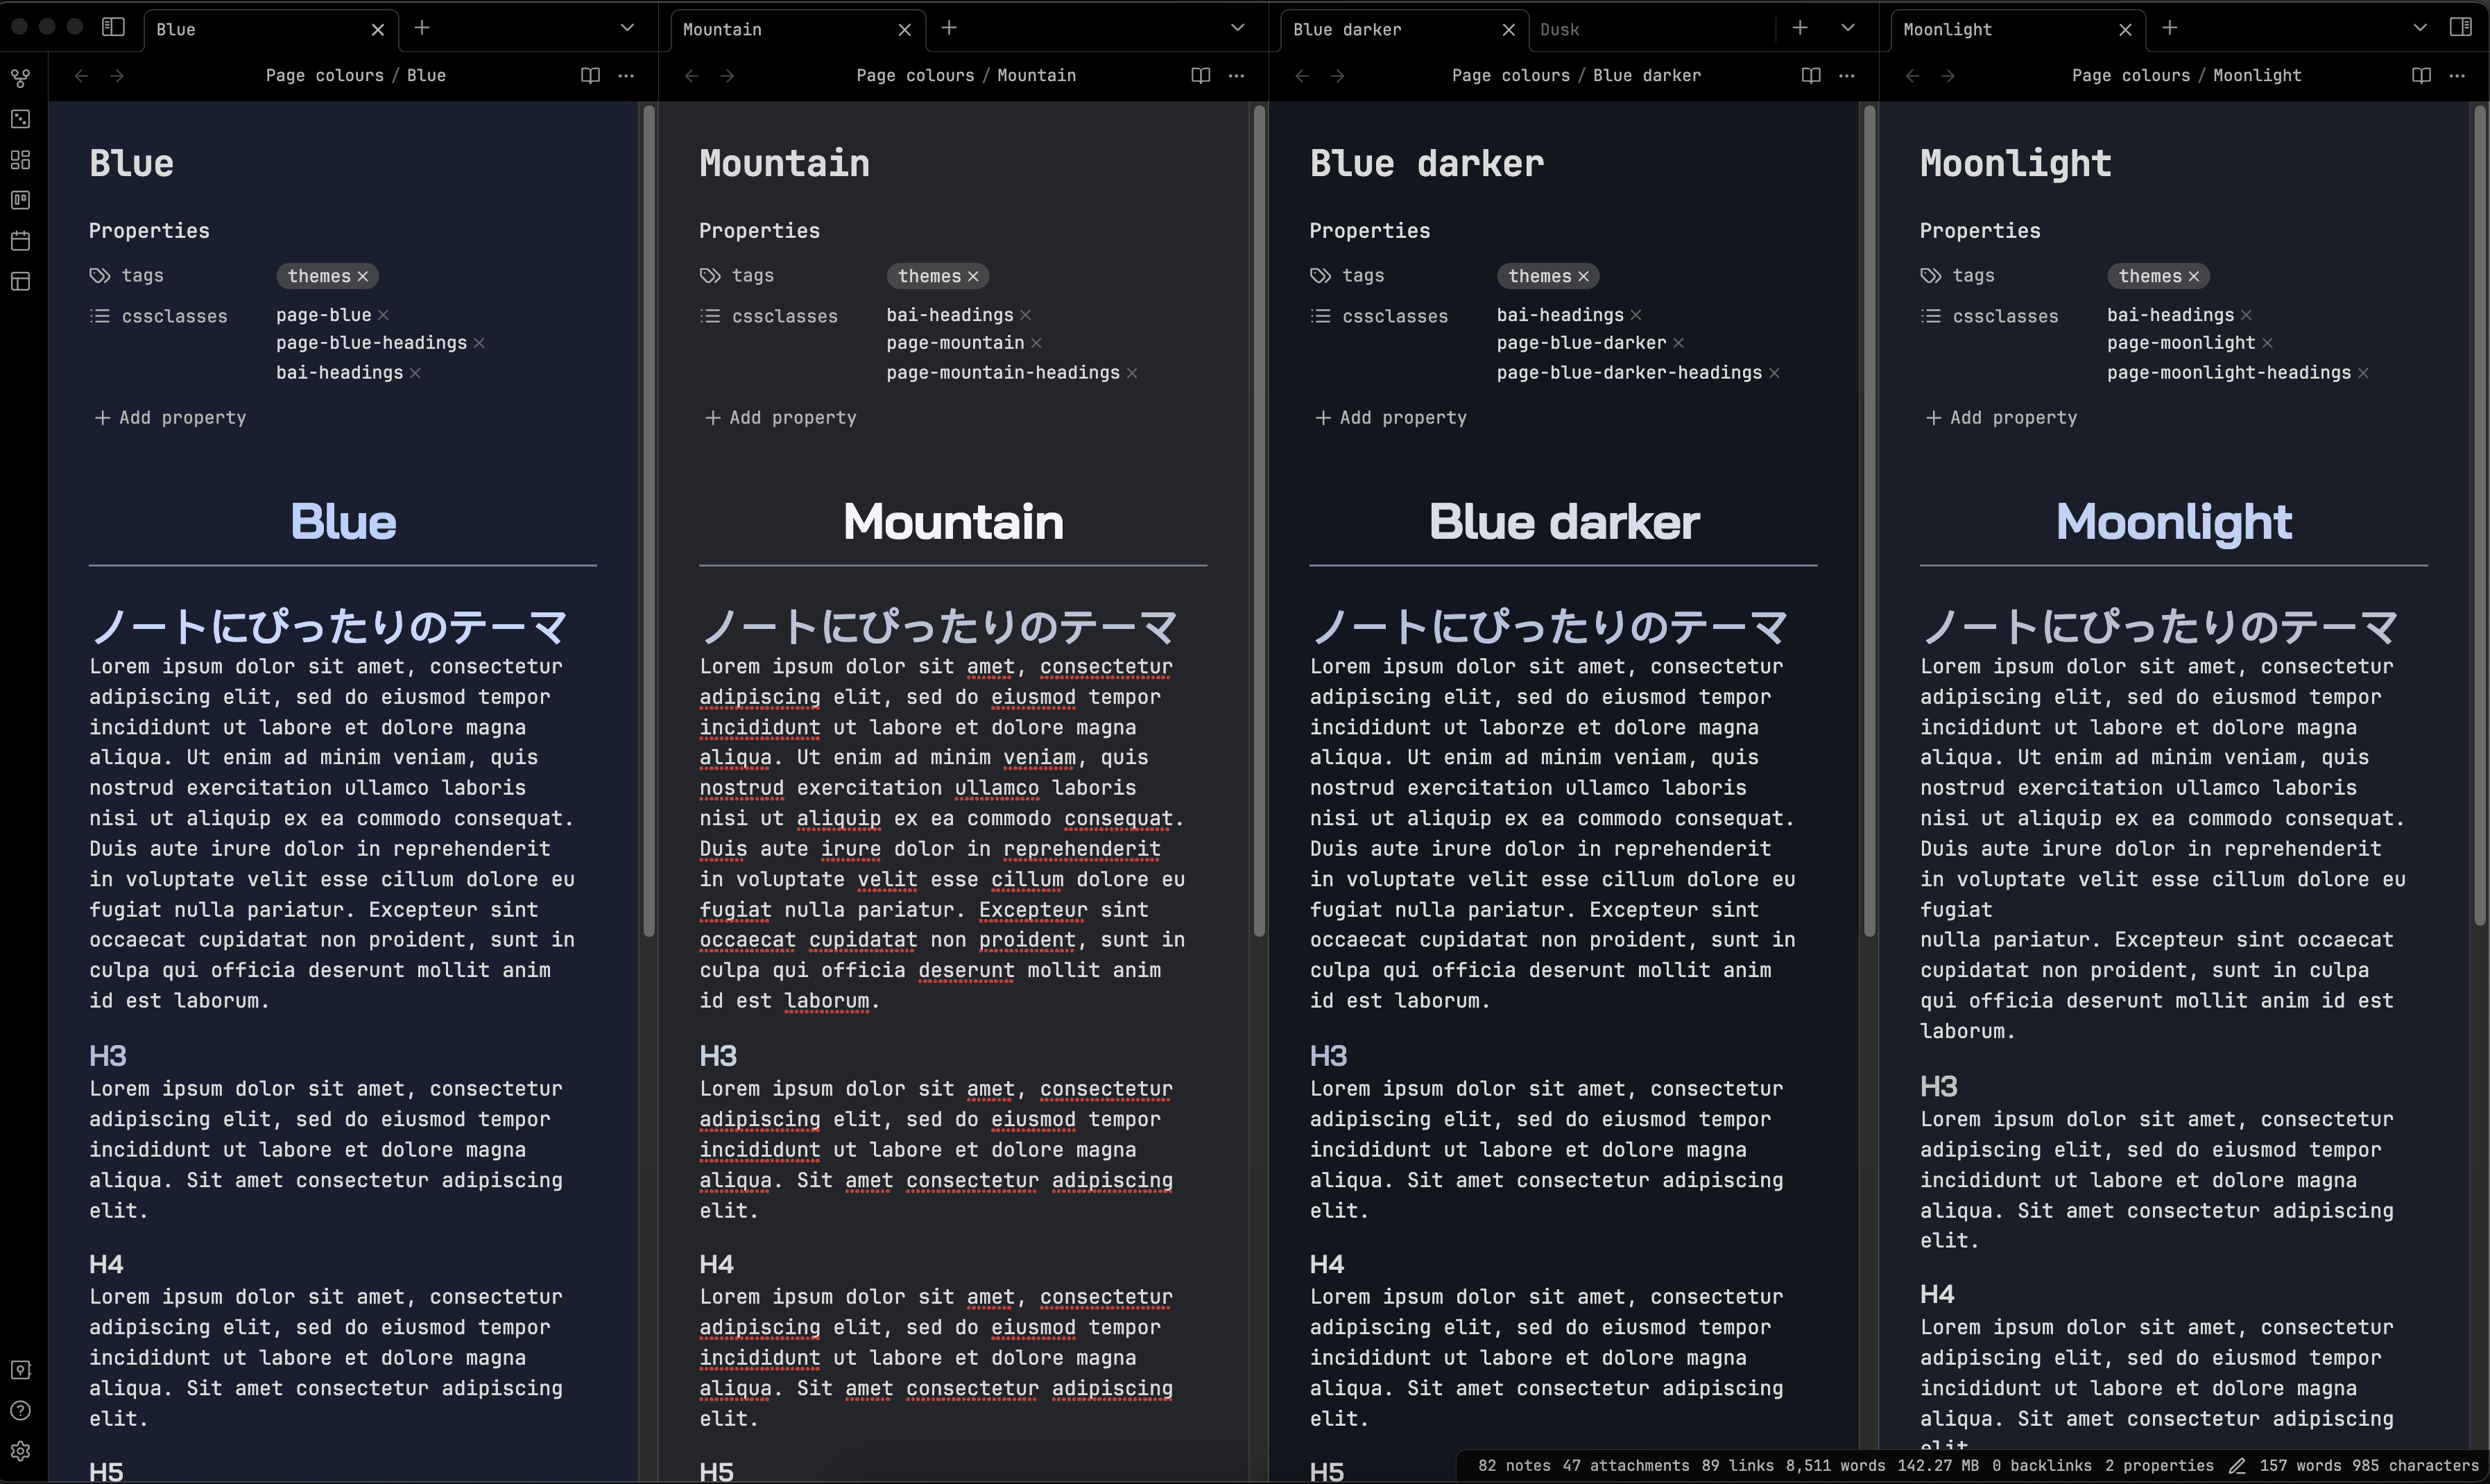 Blue
Mountain
Blue darker
Dusk
Moonlight
Page colours / Blue
Page colours / Mountain
Page colours / Blue darker
Page colours / Moonlight
Blue
Properties
tags
themes
cssclasses
page-blue
page-blue-headings
bai-headings
Add property
Blue
ノートにぴったりのテーマ
Lorem ipsum dolor sit amet, consectetur
adipiscing elit, sed do eiusmod tempor
incididunt ut labore et dolore magna
aliqua. Ut enim ad minim veniam, quis
nostrud exercitation ullamco laboris
nisi ut aliquip ex ea commodo consequat.
Duis aute irure dolor in reprehenderit
in voluptate velit esse cillum dolore eu
fugiat nulla pariatur. Excepteur sint
occaecat cupidatat non proident, sunt in
culpa qui officia deserunt mollit anim
id est laborum.
H3
Lorem ipsum dolor sit amet, consectetur
adipiscing elit, sed do eiusmod tempor
incididunt ut labore et dolore magna
aliqua. Sit amet consectetur adipiscing
elit.
H4
Lorem ipsum dolor sit amet, consectetur
adipiscing elit, sed do eiusmod tempor
incididunt ut labore et dolore magna
aliqua. Sit amet consectetur adipiscing
elit.
H5
Mountain
Properties
tags
themes
cssclasses
bai-headings
page-mountain
page-mountain-headings
Add property
Mountain
ノートにぴったりのテーマ
Lorem ipsum dolor sit amet, consectetur
adipiscing elit, sed do eiusmod tempor
incididunt ut labore et dolore magna
aliqua. Ut enim ad minim veniam, quis
nostrud exercitation ullamco laboris
nisi ut aliquip ex ea commodo consequat.
Duis aute irure dolor in reprehenderit
in voluptate velit esse cillum dolore eu
fugiat nulla pariatur. Excepteur sint
occaecat cupidatat non proident, sunt in
culpa qui officia deserunt mollit anim
id est laborum.
H3
Lorem ipsum dolor sit amet, consectetur
adipiscing elit, sed do eiusmod tempor
incididunt ut labore et dolore magna
aliqua. Sit amet consectetur adipiscing
elit.
H4
Lorem ipsum dolor sit amet, consectetur
adipiscing elit, sed do eiusmod tempor
incididunt ut labore et dolore magna
aliqua. Sit amet consectetur adipiscing
elit.
H5
Blue darker
Properties
tags
themes
cssclasses
bai-headings
page-blue-darker
page-blue-darker-headings
Add property
Blue darker
ノートにぴったりのテーマ
Lorem ipsum dolor sit amet, consectetur
adipiscing elit, sed do eiusmod tempor
incididunt ut laborze et dolore magna
aliqua. Ut enim ad minim veniam, quis
nostrud exercitation ullamco laboris
nisi ut aliquip ex ea commodo consequat.
Duis aute irure dolor in reprehenderit
in voluptate velit esse cillum dolore eu
fugiat nulla pariatur. Excepteur sint
occaecat cupidatat non proident, sunt in
culpa qui officia deserunt mollit anim
id est laborum.
H3
Lorem ipsum dolor sit amet, consectetur
adipiscing elit, sed do eiusmod tempor
incididunt ut labore et dolore magna
aliqua. Sit amet consectetur adipiscing
elit.
H4
Lorem ipsum dolor sit amet, consectetur
adipiscing elit, sed do eiusmod tempor
incididunt ut labore et dolore magna
aliqua. Sit amet consectetur adipiscing
elit.
H5
Moonlight
Properties
tags
themes
cssclasses
bai-headings
page-moonlight
page-moonlight-headings
Add property
Moonlight
ノートにぴったりのテーマ
Lorem ipsum dolor sit amet, consectetur
adipiscing elit, sed do eiusmod tempor
incididunt ut labore et dolore magna
aliqua. Ut enim ad minim veniam, quis
nostrud exercitation ullamco laboris
nisi ut aliquip ex ea commodo consequat.
Duis aute irure dolor in reprehenderit
in voluptate velit esse cillum dolore eu
fugiat
nulla pariatur. Excepteur sint occaecat
cupidatat non proident, sunt in culpa
qui officia deserunt mollit anim id est
laborum.
H3
Lorem ipsum dolor sit amet, consectetur
adipiscing elit, sed do eiusmod tempor
incididunt ut labore et dolore magna
aliqua. Sit amet consectetur adipiscing
elit.
H4
Lorem ipsum dolor sit amet, consectetur
adipiscing elit, sed do eiusmod tempor
incididunt ut labore et dolore magna
aliqua. Sit amet consectetur adipiscing
82 notes 47 attachments 89 links 8,511 words 142.27 MB 0 backlinks 2 properties 157 words 985 characters